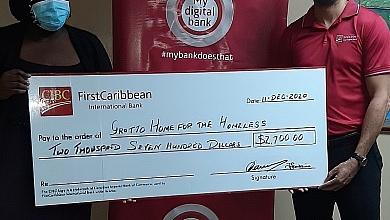 My
digital
bank
#mybankdoesthat
CIBC FirstCaribbean
International Bank
Date 11-DEC-2020
Pay to the order of GROTTO HOME FOR THE HOMELESS
TWO THOUSAND SEVEN HUNDRED DOLLARS $2,700.00
Re
Signature